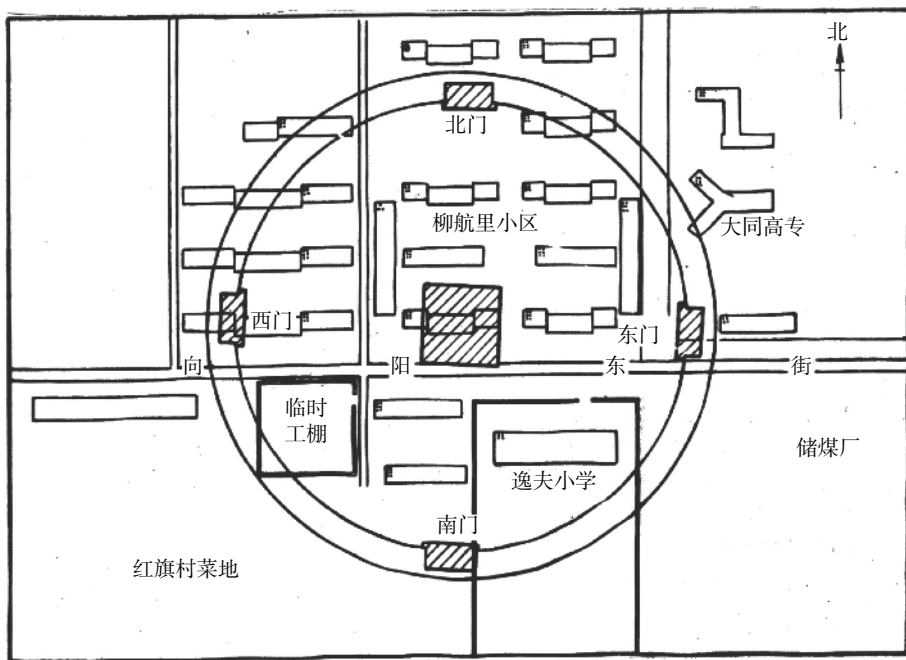 北
北门
柳航里小区
大同高专
西门
东门
向阳东街
临时
工棚
储煤厂
逸夫小学
南门
红旗村菜地